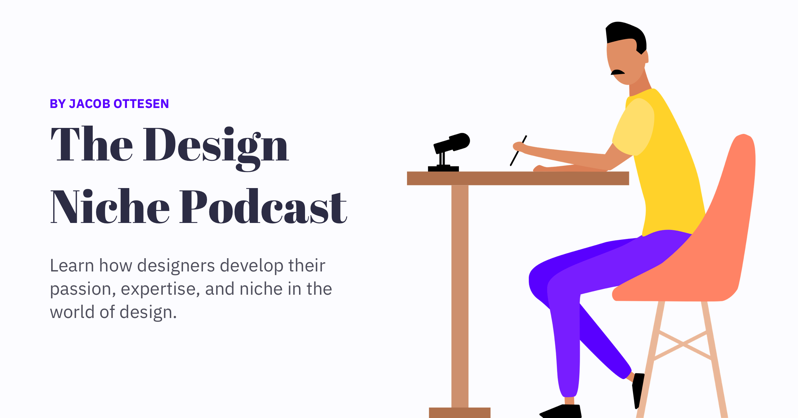 BY JACOB OTTESEN
The Design
Niche Podcast
Learn how designers develop their
passion, expertise, and niche in the
world of design.